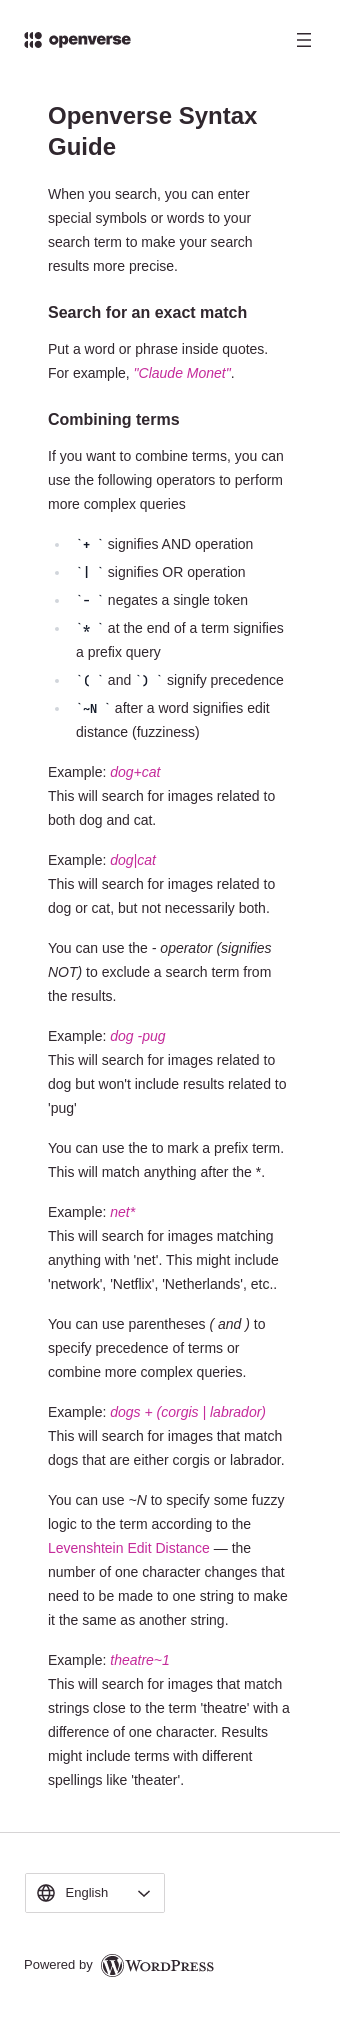 openverse
Openverse Syntax
Guide
When you search, you can enter
special symbols or words to your
search term to make your search
results more precise.
Search for an exact match
Put a word or phrase inside quotes.
For example, "Claude Monet".
Combining terms
If you want to combine terms, you can
use the following operators to perform
more complex queries
`+ ` signifies AND operation
`| ` signifies OR operation
`- ` negates a single token
`* ` at the end of a term signifies
a prefix query
`( ` and `) ` signify precedence
`~N ` after a word signifies edit
distance (fuzziness)
Example: dog+cat
This will search for images related to
both dog and cat.
Example: dog|cat
This will search for images related to
dog or cat, but not necessarily both.
You can use the - operator (signifies
NOT) to exclude a search term from
the results.
Example: dog -pug
This will search for images related to
dog but won't include results related to
'pug'
You can use the to mark a prefix term.
This will match anything after the *.
Example: net*
This will search for images matching
anything with 'net'. This might include
'network', 'Netflix', 'Netherlands', etc..
You can use parentheses ( and ) to
specify precedence of terms or
combine more complex queries.
Example: dogs + (corgis | labrador)
This will search for images that match
dogs that are either corgis or labrador.
You can use ~N to specify some fuzzy
logic to the term according to the
Levenshtein Edit Distance — the
number of one character changes that
need to be made to one string to make
it the same as another string.
Example: theatre~1
This will search for images that match
strings close to the term 'theatre' with a
difference of one character. Results
might include terms with different
spellings like 'theater'.
English
Powered by WORDPRESS